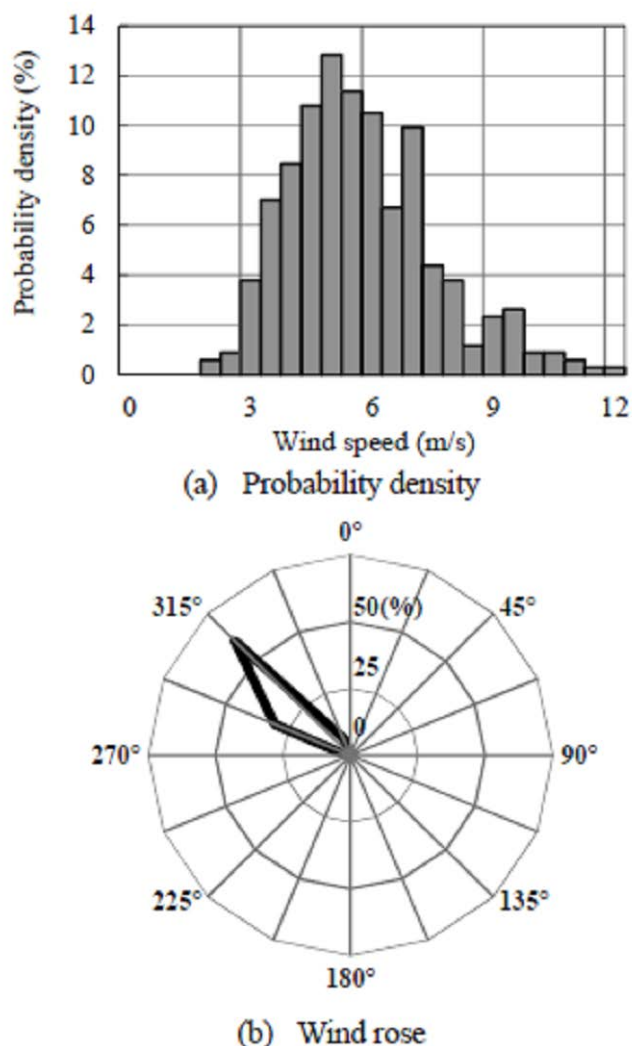 Probability density (%)
14
12
10
8
6
4
2
0
0 3 6 9 12
Wind speed (m/s)
(a) Probability density
0°
315° 50(%) 45°
25
0
270° 90°
225° 135°
180°
(b) Wind rose